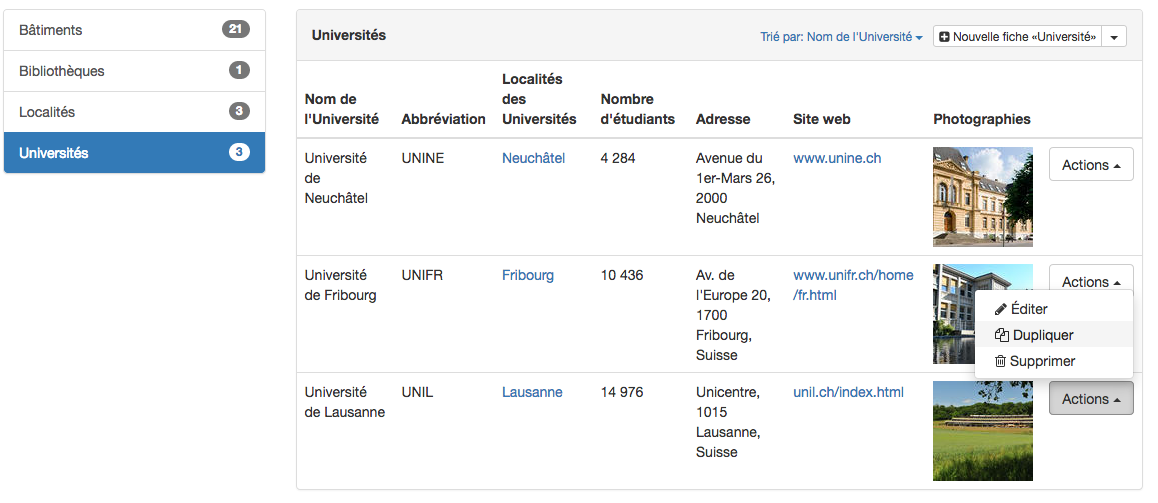 Bâtiments 21
Bibliothèques 1
Localités 3
Universités 3
Universités
Trié par: Nom de l'Université
Nouvelle fiche «Université»
Nom de
l'Université
Abbréviation
Localités
des
Universités
Nombre
d'étudiants
Adresse
Site web
Photographies
Université
de
Neuchâtel
UNINE
Neuchâtel
4 284
Avenue du
1er-Mars 26,
2000
Neuchâtel
www.unine.ch
Actions
Université
de Fribourg
UNIFR
Fribourg
10 436
Av. de
l'Europe 20,
1700
Fribourg,
Suisse
www.unifr.ch/home
/fr.html
Actions
Éditer
Dupliquer
Supprimer
Université
de Lausanne
UNIL
Lausanne
14 976
Unicentre,
1015
Lausanne,
Suisse
unil.ch/index.html
Actions